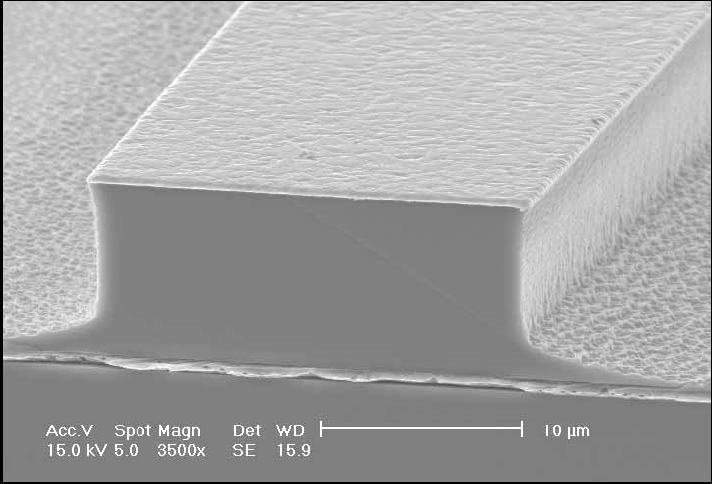 Acc.V Spot Magn Det WD 10 µm
15.0 kV 5.0 3500x SE 15.9